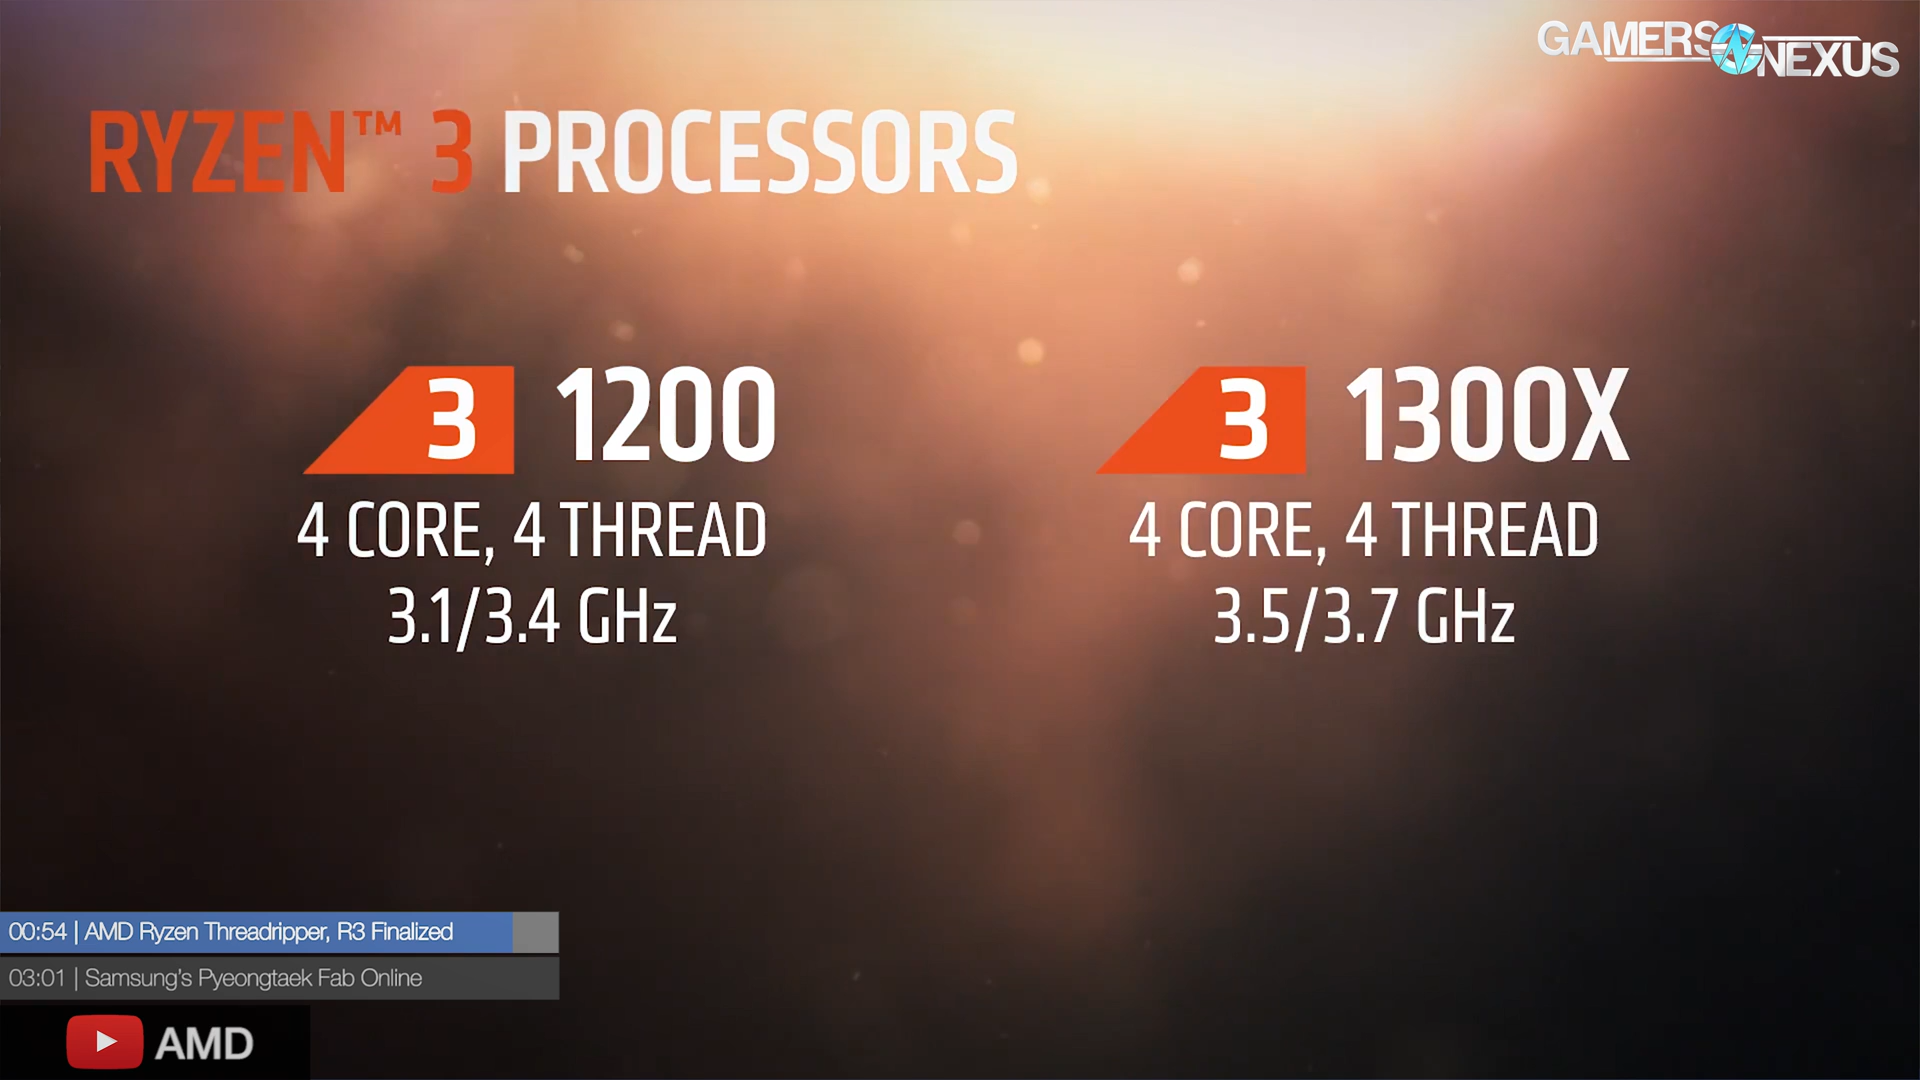 GAMERS NEXUS
RYZEN™ 3 PROCESSORS
3 1200
4 CORE, 4 THREAD
3.1/3.4 GHz
3 1300X
4 CORE, 4 THREAD
3.5/3.7 GHz
00:54 | AMD Ryzen Threadripper, R3 Finalized
03:01 | Samsung's Pyeongtaek Fab Online
AMD